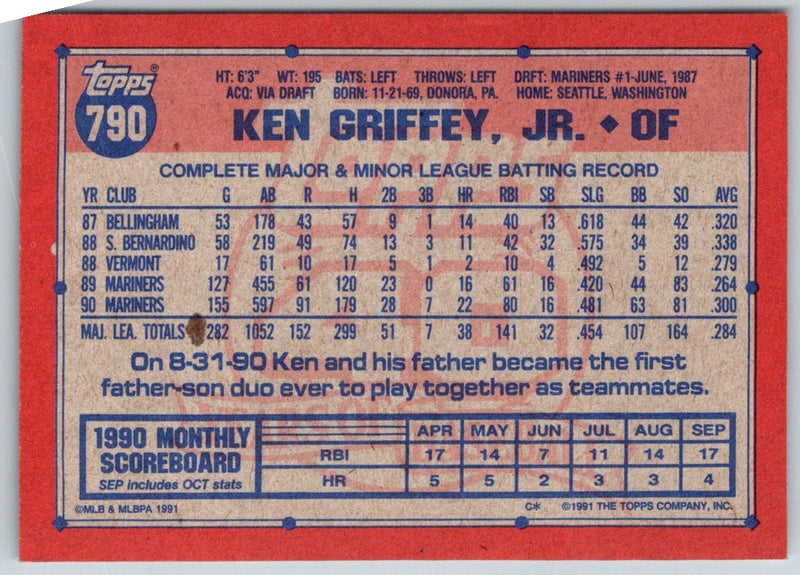 TOPPS®
790
HT: 6'3" WT: 195 BATS: LEFT THROWS: LEFT DRFT: MARINERS #1-JUNE, 1987
ACQ: VIA DRAFT BORN: 11-21-69, DONORA, PA. HOME: SEATTLE, WASHINGTON
KEN GRIFFEY, JR. ◆ OF
COMPLETE MAJOR & MINOR LEAGUE BATTING RECORD
YR CLUB G AB R H 2B 3B HR RBI SB SLG BB SO AVG
87 BELLINGHAM 53 178 43 57 9 1 14 40 13 .618 44 42 .320
88 S. BERNARDINO 58 219 49 74 13 3 11 42 32 .575 34 39 .338
88 VERMONT 17 61 10 17 5 1 2 10 4 .492 5 12 .279
89 MARINERS 127 455 61 120 23 0 16 61 16 .420 44 83 .264
90 MARINERS 155 597 91 179 28 7 22 80 16 .481 63 81 .300
MAJ. LEA. TOTALS 282 1052 152 299 51 7 38 141 32 .454 107 164 .284
On 8-31-90 Ken and his father became the first
father-son duo ever to play together as teammates.
1990 MONTHLY
SCOREBOARD
SEP includes OCT stats
APR MAY JUN JUL AUG SEP
RBI 17 14 7 11 14 17
HR 5 5 2 3 3 4
©MLB & MLBPA 1991 C* ©1991 THE TOPPS COMPANY, INC.